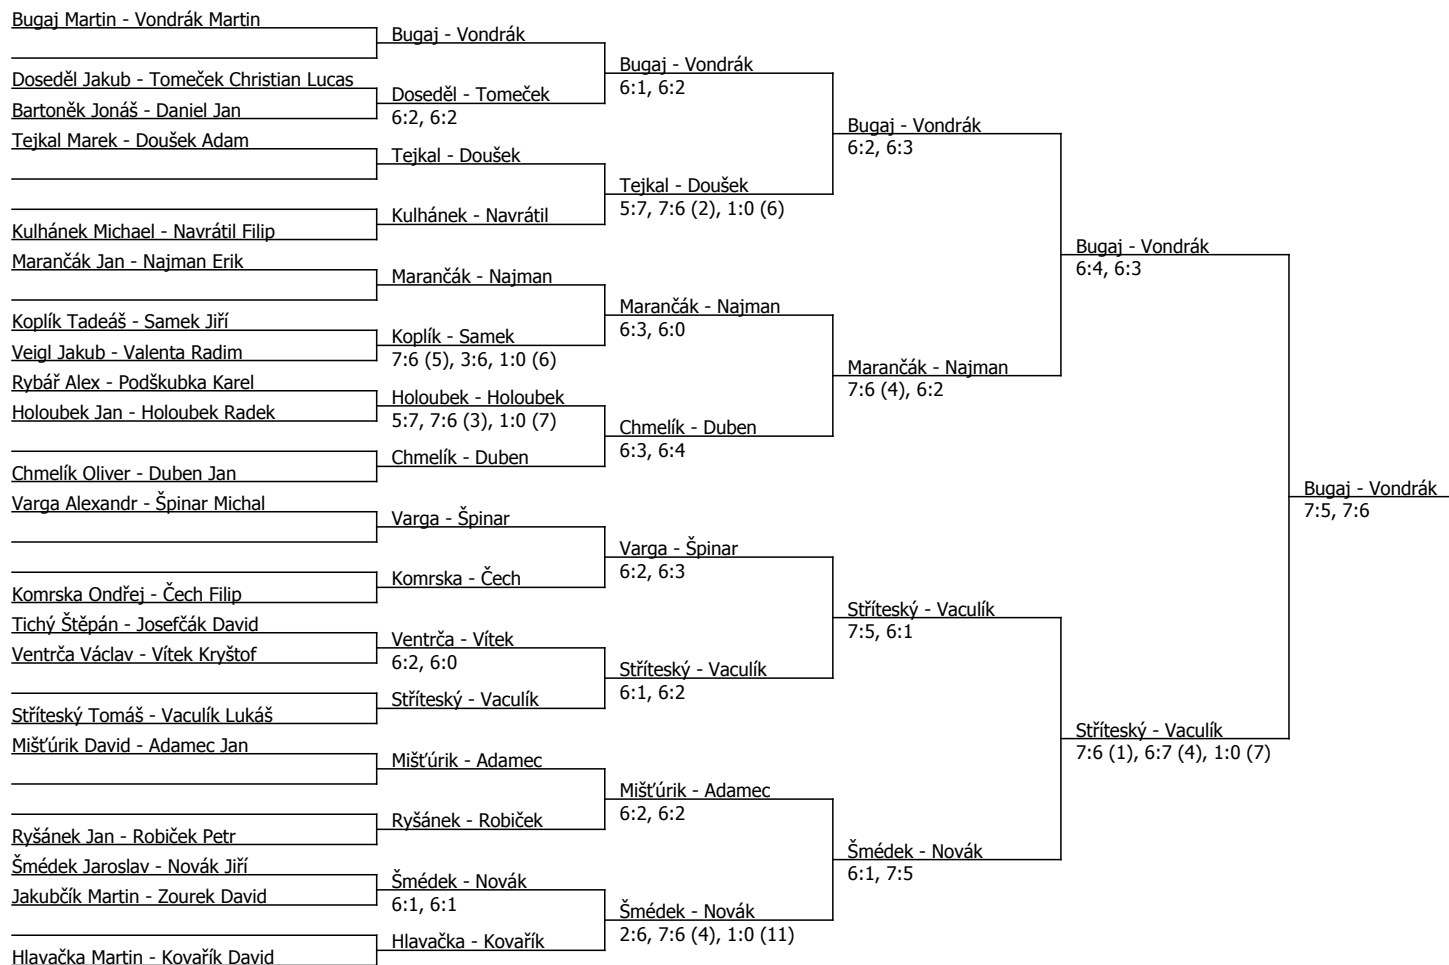 Bugaj Martin - Vondrák Martin
Doseděl Jakub - Tomeček Christian Lucas
Bartoněk Jonáš - Daniel Jan
Tejkal Marek - Doušek Adam
Kulhánek Michael - Navrátil Filip
Marančák Jan - Najman Erik
Koplík Tadeáš - Samek Jiří
Veigl Jakub - Valenta Radim
Rybář Alex - Podškubka Karel
Holoubek Jan - Holoubek Radek
Chmelík Oliver - Duben Jan
Varga Alexandr - Špinar Michal
Komrska Ondřej - Čech Filip
Tichý Štěpán - Josefčák David
Ventrča Václav - Vítek Kryštof
Stříteský Tomáš - Vaculík Lukáš
Mišťúrik David - Adamec Jan
Ryšánek Jan - Robiček Petr
Šmédek Jaroslav - Novák Jiří
Jakubčík Martin - Zourek David
Hlavačka Martin - Kovařík David
Bugaj - Vondrák
Doseděl - Tomeček
6:2, 6:2
Tejkal - Doušek
Kulhánek - Navrátil
Marančák - Najman
Koplík - Samek
7:6 (5), 3:6, 1:0 (6)
Holoubek - Holoubek
5:7, 7:6 (3), 1:0 (7)
Chmelík - Duben
Varga - Špinar
Komrska - Čech
Ventrča - Vítek
6:2, 6:0
Stříteský - Vaculík
Mišťúrik - Adamec
Ryšánek - Robiček
Šmédek - Novák
6:1, 6:1
Hlavačka - Kovařík
Bugaj - Vondrák
6:1, 6:2
Tejkal - Doušek
5:7, 7:6 (2), 1:0 (6)
Marančák - Najman
6:3, 6:0
Chmelík - Duben
6:3, 6:4
Varga - Špinar
6:2, 6:3
Stříteský - Vaculík
6:1, 6:2
Mišťúrik - Adamec
6:2, 6:2
Šmédek - Novák
2:6, 7:6 (4), 1:0 (11)
Bugaj - Vondrák
6:2, 6:3
Marančák - Najman
7:6 (4), 6:2
Stříteský - Vaculík
7:5, 6:1
Šmédek - Novák
6:1, 7:5
Bugaj - Vondrák
6:4, 6:3
Stříteský - Vaculík
7:6 (1), 6:7 (4), 1:0 (7)
Bugaj - Vondrák
7:5, 7:6